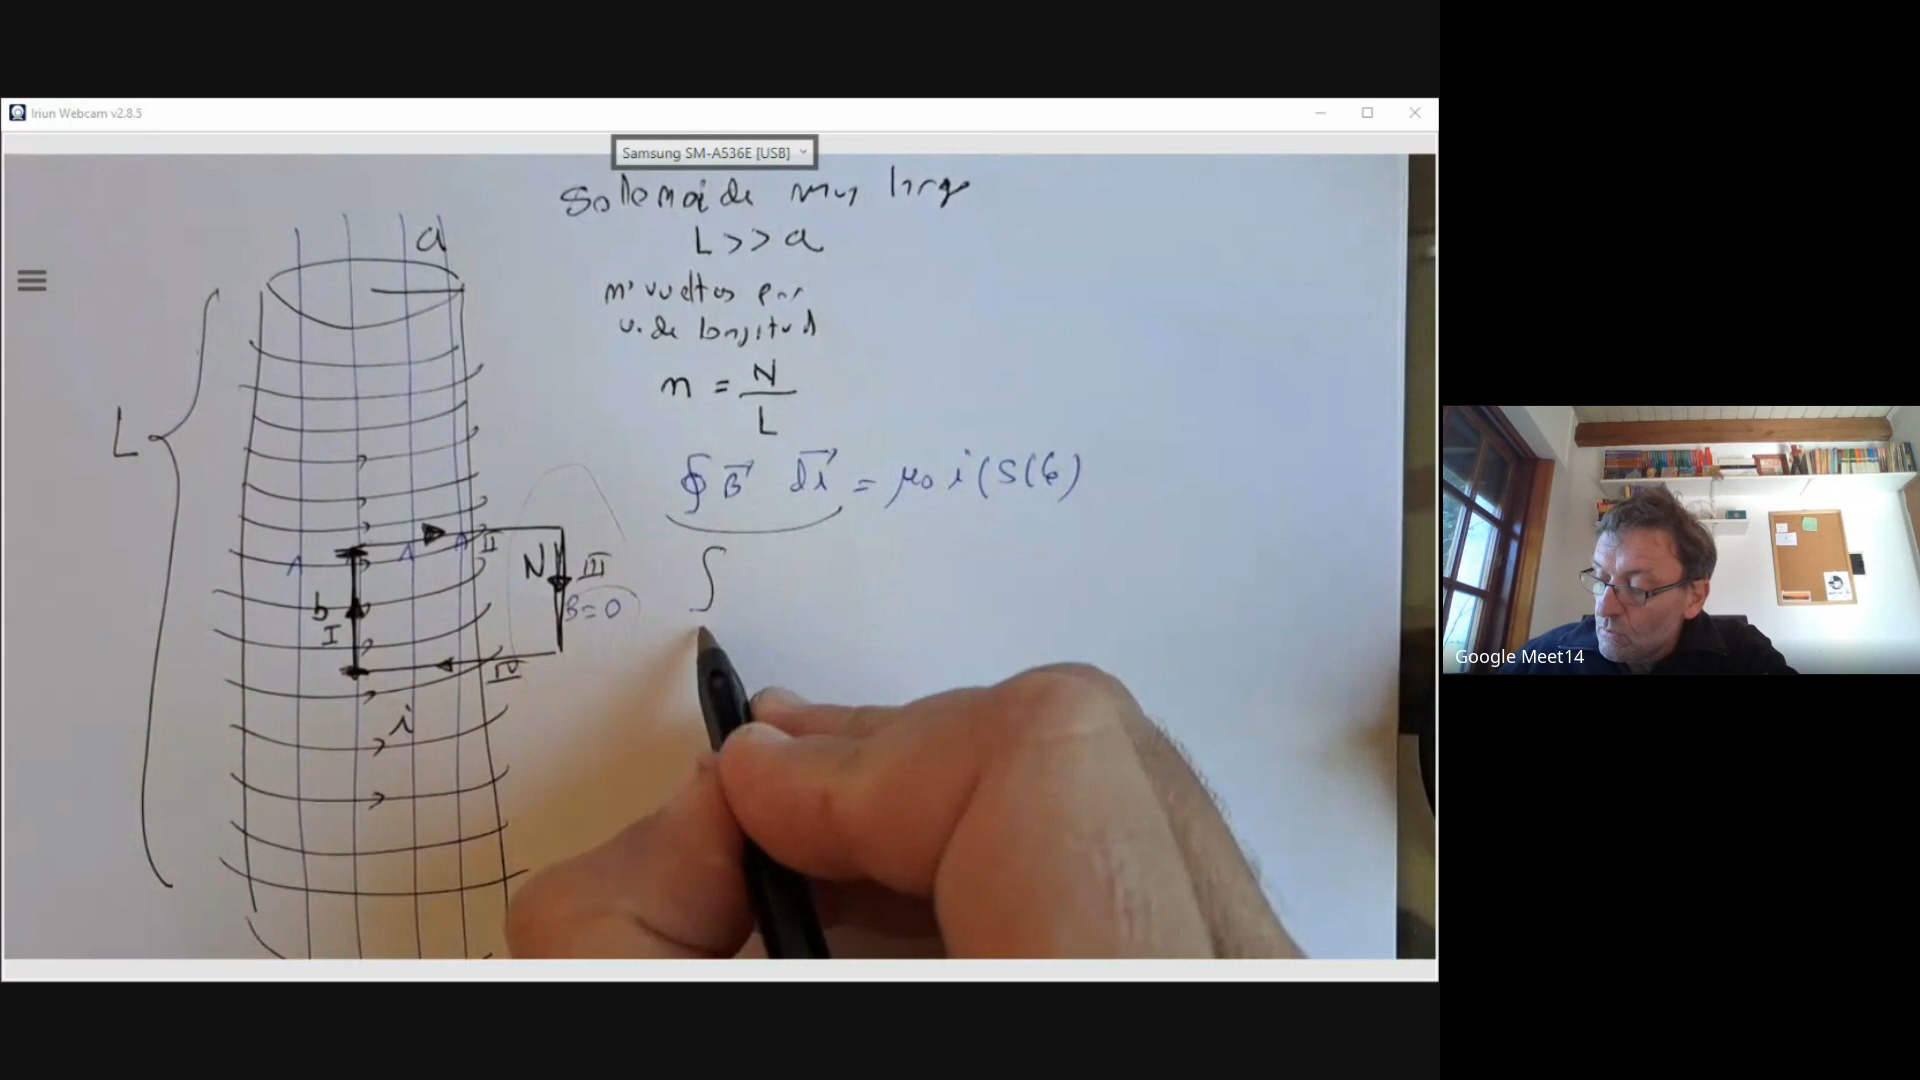 Iriun Webcam v2.8.5
Samsung SM-A536E [USB]
Solenoide muy largo
L >> a
nº vueltas por
u. de longitud
n = N / L
∮ B⃗ dl⃗ = μ₀ i (S(C)
∫
a
L
II
N III
B = 0
b
I
IV
i
Google Meet14